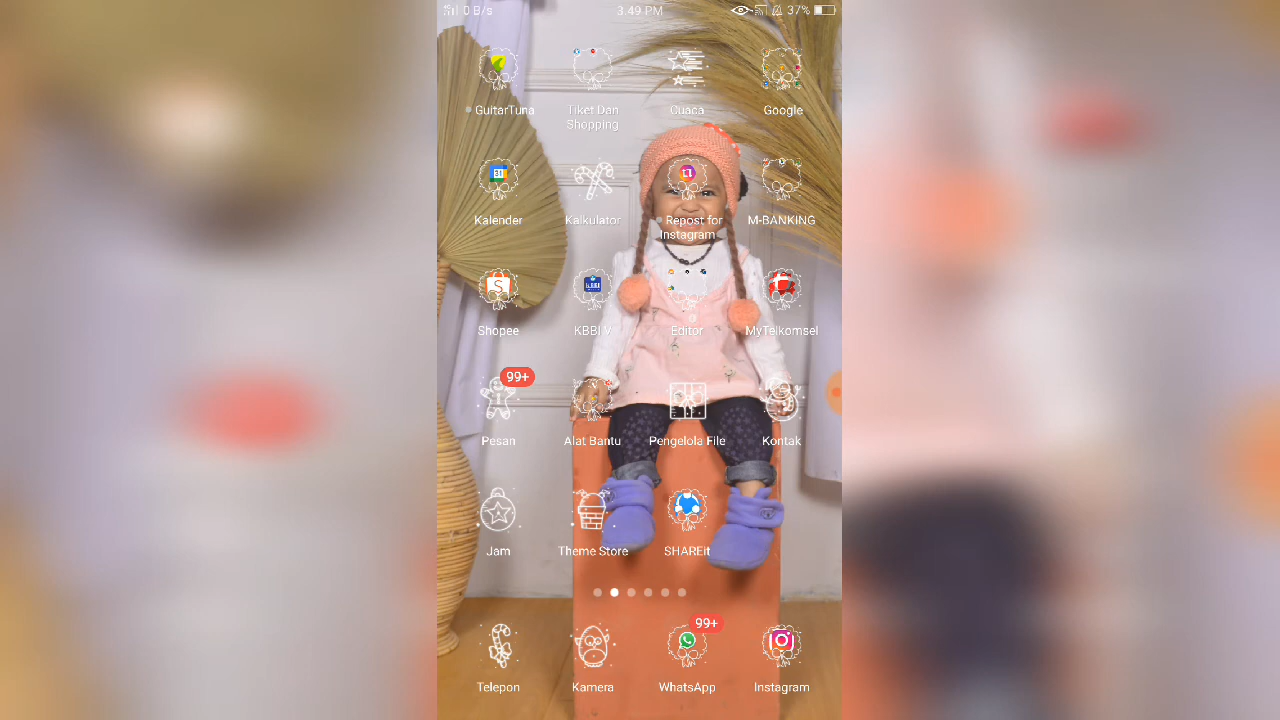 0 B/s
3.49 PM
37%
GuitarTuna
Tiket Dan
Shopping
Cuaca
Google
31
Kalender
Kalkulator
Repost for
Instagram
M-BANKING
Shopee
KBBI V
Editor
MyTelkomsel
99+
Pesan
Alat Bantu
Pengelola File
Kontak
Jam
Theme Store
SHAREit
99+
Telepon
Kamera
WhatsApp
Instagram